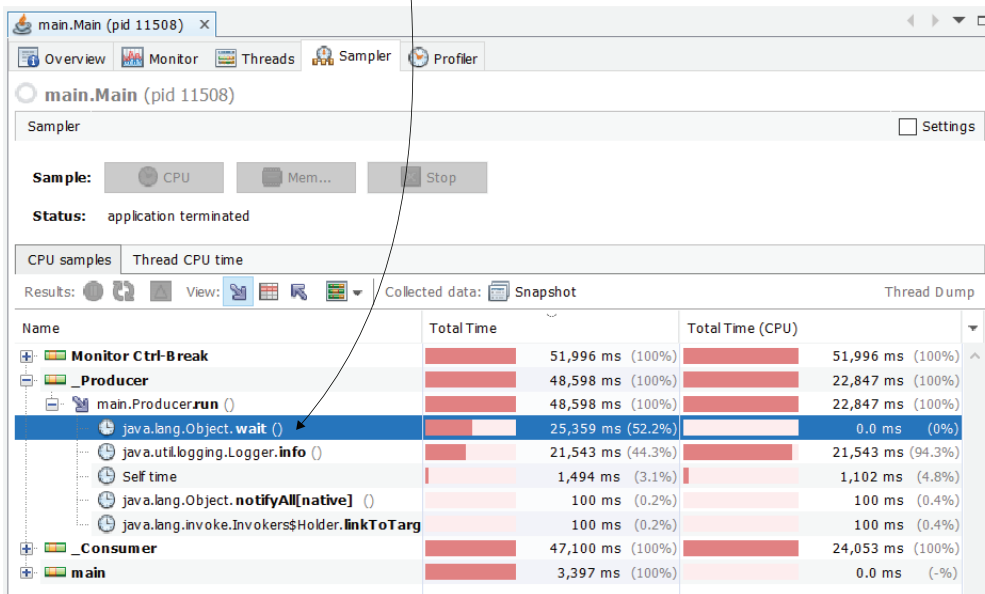 main.Main (pid 11508)
Overview Monitor Threads Sampler Profiler
main.Main (pid 11508)
Sampler Settings
Sample: CPU Mem... Stop
Status: application terminated
CPU samples Thread CPU time
Results: View: Collected data: Snapshot Thread Dump
Name Total Time Total Time (CPU)
Monitor Ctrl-Break 51,996 ms (100%) 51,996 ms (100%)
_Producer 48,598 ms (100%) 22,847 ms (100%)
main.Producer.run () 48,598 ms (100%) 22,847 ms (100%)
java.lang.Object.wait () 25,359 ms (52.2%) 0.0 ms (0%)
java.util.logging.Logger.info () 21,543 ms (44.3%) 21,543 ms (94.3%)
Self time 1,494 ms (3.1%) 1,102 ms (4.8%)
java.lang.Object.notifyAll[native] () 100 ms (0.2%) 100 ms (0.4%)
java.lang.invoke.Invokers$Holder.linkToTarg 100 ms (0.2%) 100 ms (0.4%)
_Consumer 47,100 ms (100%) 24,053 ms (100%)
main 3,397 ms (100%) 0.0 ms (-%)